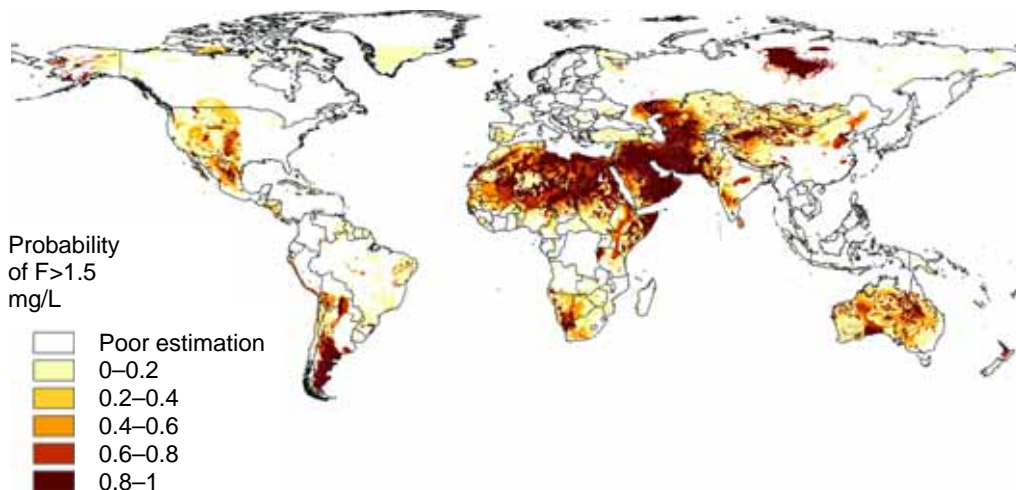 Probability
of F>1.5
mg/L
Poor estimation
0–0.2
0.2–0.4
0.4–0.6
0.6–0.8
0.8–1